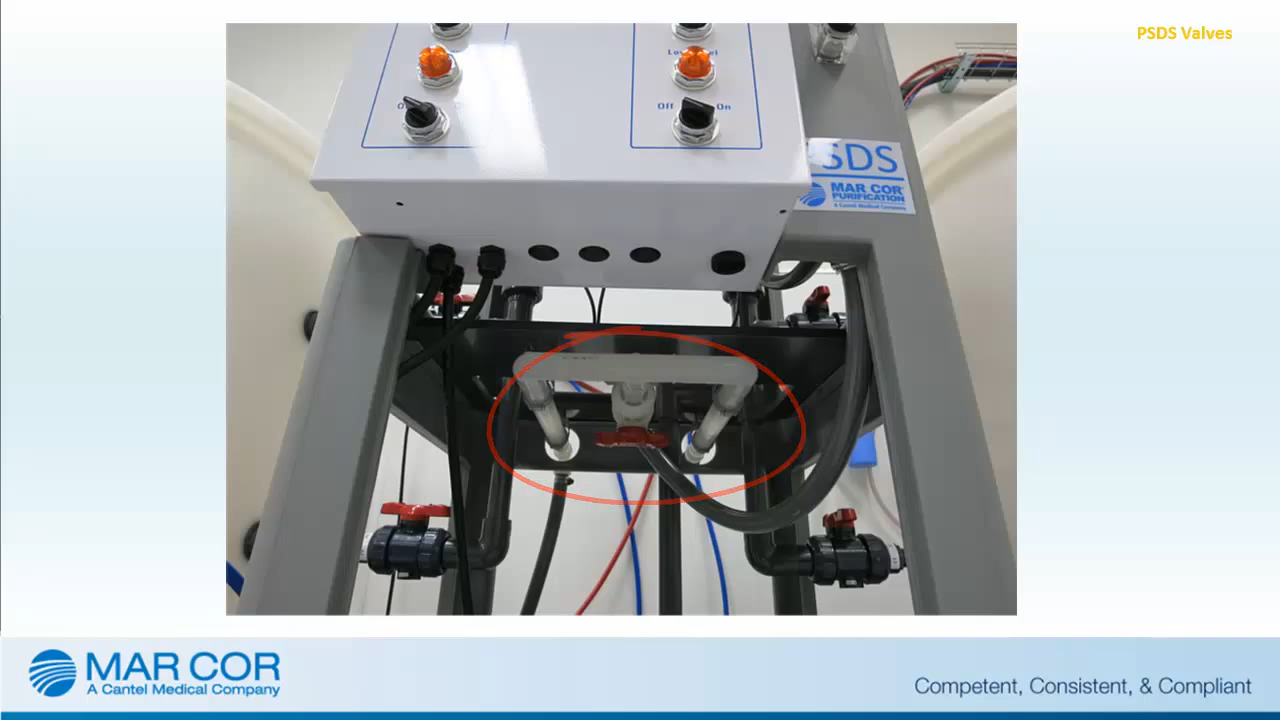 PSDS Valves
Off
On
SDS
MAR COR
PURIFICATION
A Cantel Medical Company
MAR COR
A Cantel Medical Company
Competent, Consistent, & Compliant